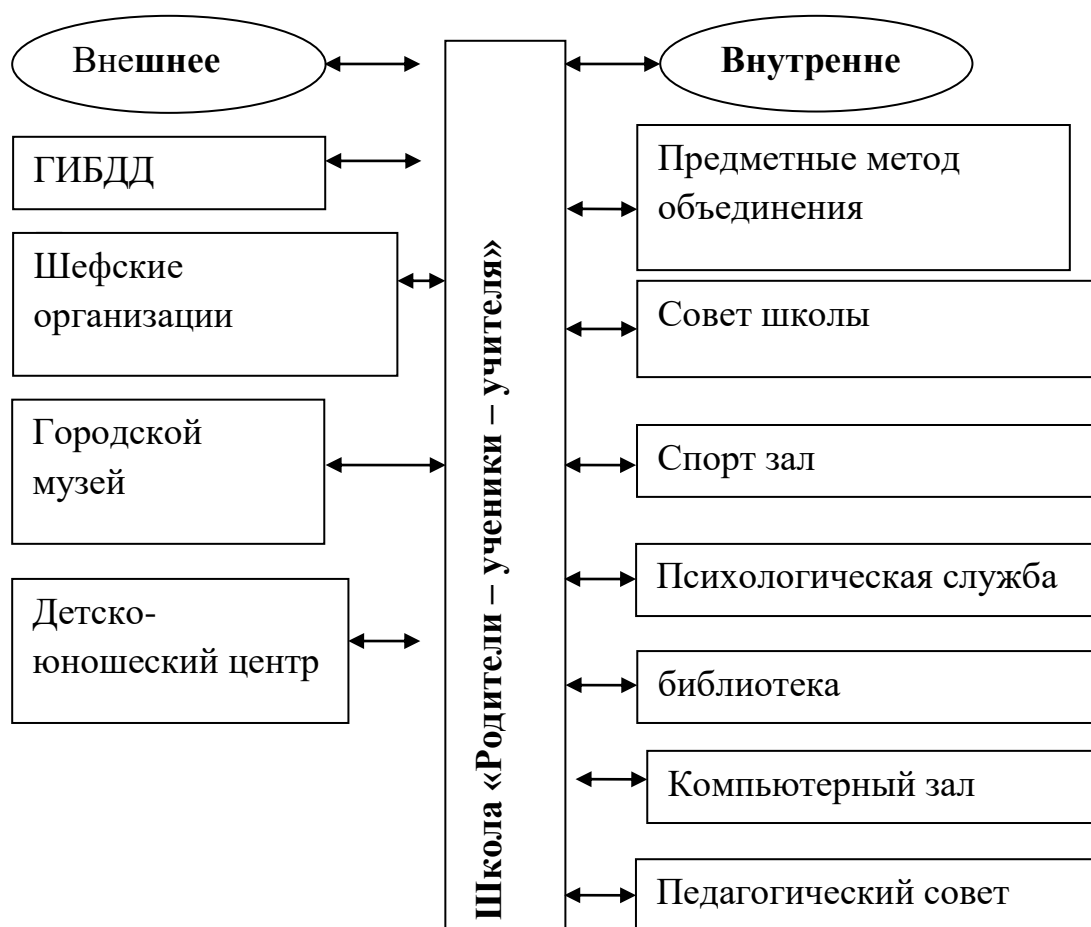 Внешнее
ГИБДД
Шефские
организации
Городской
музей
Детско-
юношеский центр
Школа «Родители – ученики – учителя»
Внутренне
Предметные метод
объединения
Совет школы
Спорт зал
Психологическая служба
библиотека
Компьютерный зал
Педагогический совет